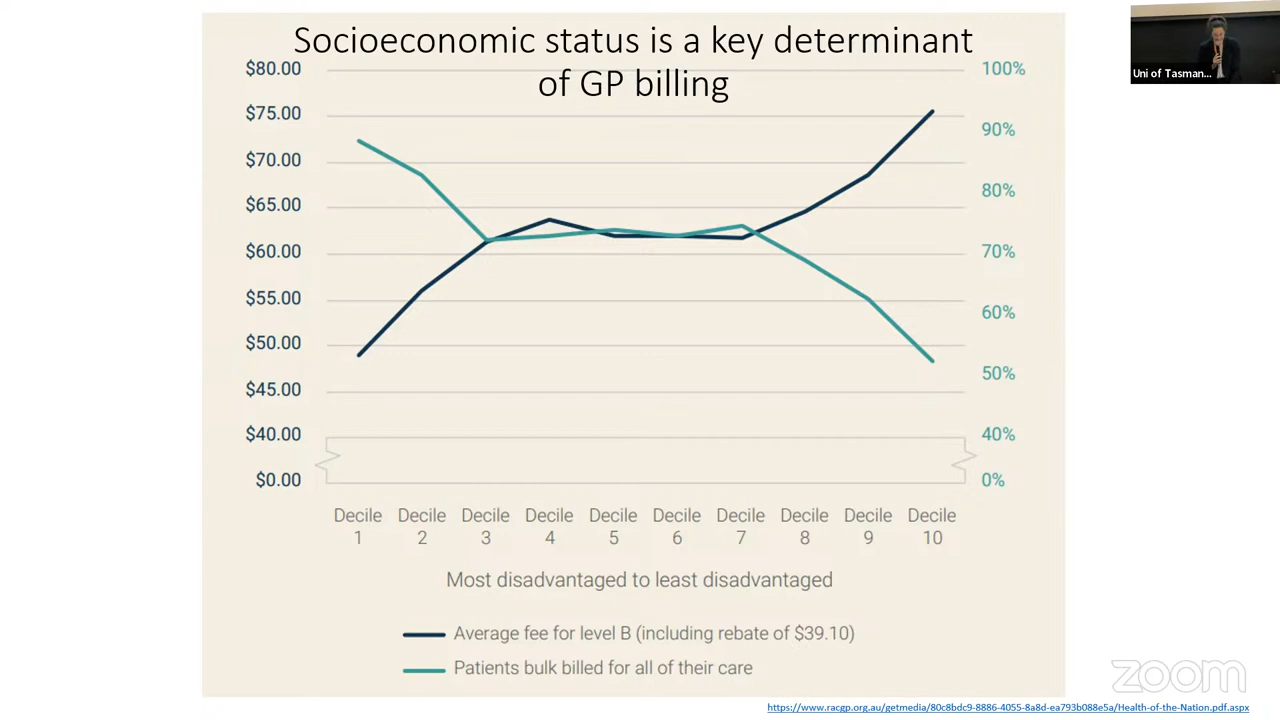 Socioeconomic status is a key determinant
of GP billing
Uni of Tasman...
$80.00
$75.00
$70.00
$65.00
$60.00
$55.00
$50.00
$45.00
$40.00
$0.00
100%
90%
80%
70%
60%
50%
40%
0%
Decile Decile Decile Decile Decile Decile Decile Decile Decile Decile
1 2 3 4 5 6 7 8 9 10
Most disadvantaged to least disadvantaged
Average fee for level B (including rebate of $39.10)
Patients bulk billed for all of their care
zoom
https://www.racgp.org.au/getmedia/80c8bdc9-8886-4055-8a8d-ea793b088e5a/Health-of-the-Nation.pdf.aspx